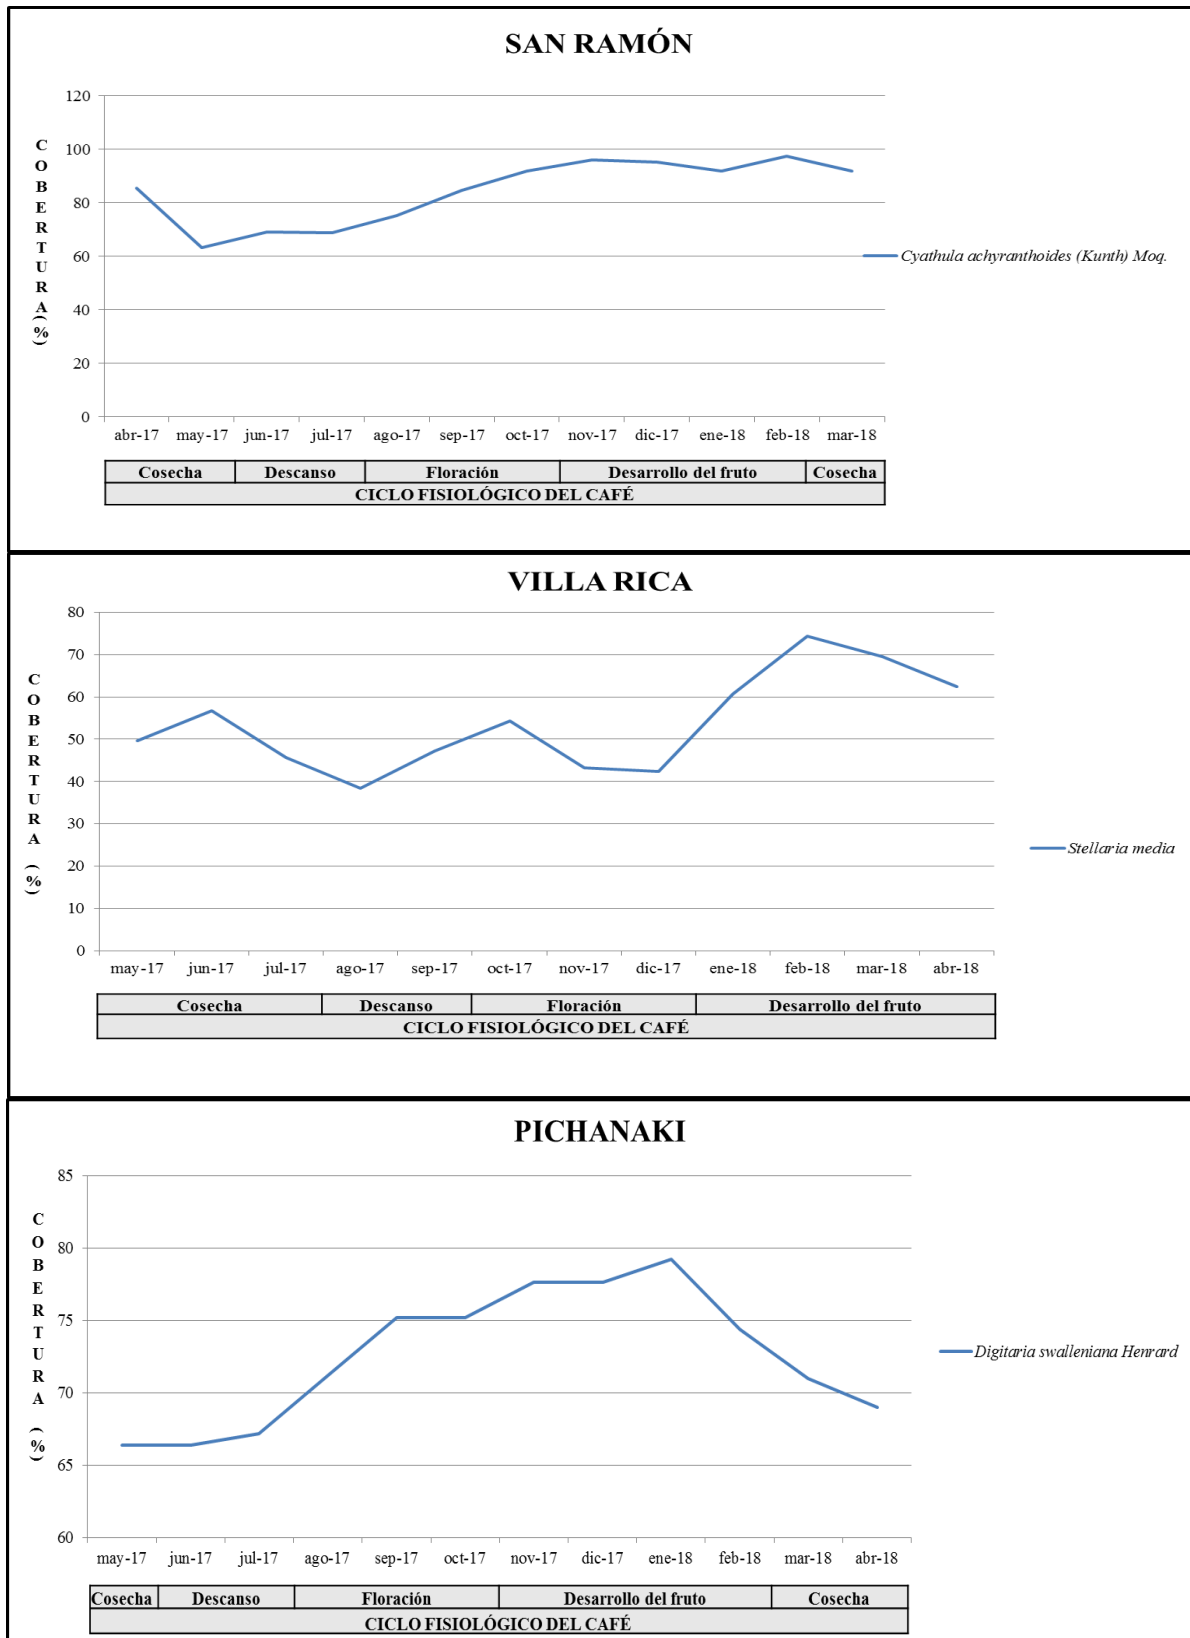 SAN RAMÓN
COBERTURA(%)
120
100
80
60
40
20
0
abr-17 may-17 jun-17 jul-17 ago-17 sep-17 oct-17 nov-17 dic-17 ene-18 feb-18 mar-18
Cyathula achyranthoides (Kunth) Moq.
Cosecha Descanso Floración Desarrollo del fruto Cosecha
CICLO FISIOLÓGICO DEL CAFÉ
VILLA RICA
COBERTURA (%)
80
70
60
50
40
30
20
10
0
may-17 jun-17 jul-17 ago-17 sep-17 oct-17 nov-17 dic-17 ene-18 feb-18 mar-18 abr-18
Stellaria media
Cosecha Descanso Floración Desarrollo del fruto
CICLO FISIOLÓGICO DEL CAFÉ
PICHANAKI
COBERTURA (%)
85
80
75
70
65
60
may-17 jun-17 jul-17 ago-17 sep-17 oct-17 nov-17 dic-17 ene-18 feb-18 mar-18 abr-18
Digitaria swalleniana Henrard
Cosecha Descanso Floración Desarrollo del fruto Cosecha
CICLO FISIOLÓGICO DEL CAFÉ